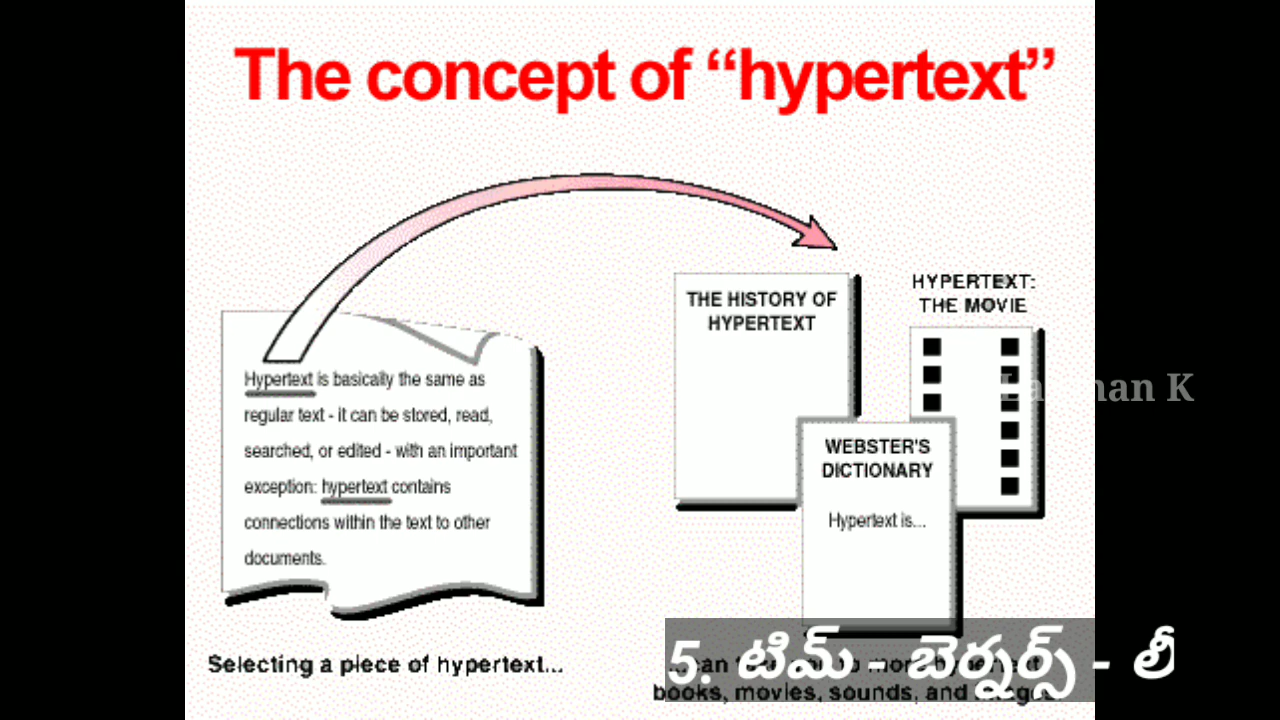 The concept of “hypertext”
HYPERTEXT:
THE MOVIE
THE HISTORY OF
HYPERTEXT
Hypertext is basically the same as
regular text - it can be stored, read,
searched, or edited - with an important
exception: hypertext contains
connections within the text to other
documents.
WEBSTER'S
DICTIONARY
Hypertext is...
K
Selecting a piece of hypertext...
5. టిమ్ - బెర్నర్స్ - లీ
books, movies, sounds, and images.